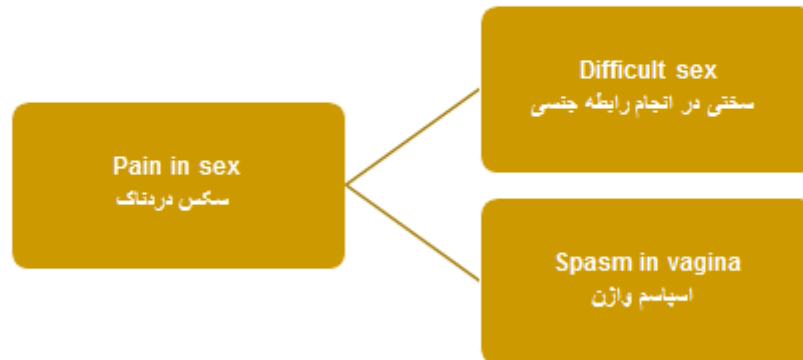 Difficult sex
سختی در انجام رابطه جنسی
Pain in sex
سکس دردناک
Spasm in vagina
اسپاسم واژن